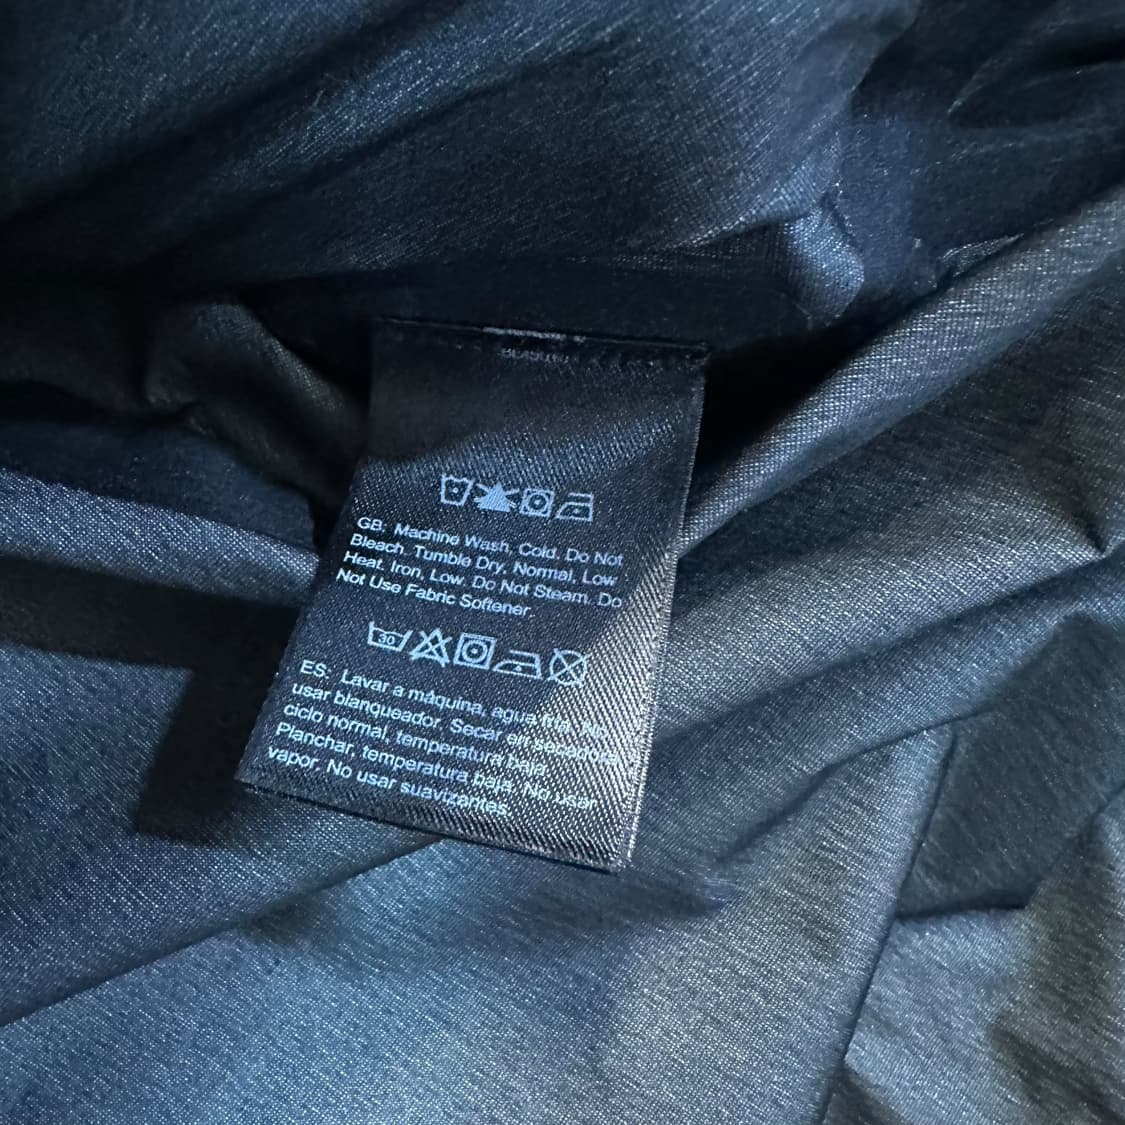 GB: Machine Wash, Cold. Do Not
Bleach. Tumble Dry, Normal, Low
Heat. Iron, Low. Do Not Steam. Do
Not Use Fabric Softener.
30
ES: Lavar a máquina, agua fría. No
usar blanqueador. Secar en secadora,
ciclo normal, temperatura baja.
Planchar, temperatura baja. No usar
vapor. No usar suavizantes.